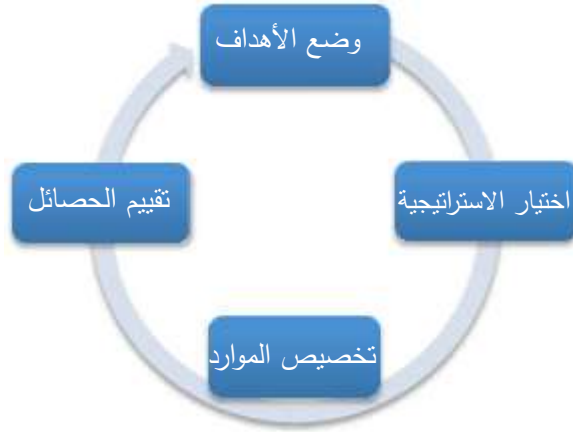 وضع الأهداف
اختيار الاستراتيجية
تخصيص الموارد
تقييم الحصائل